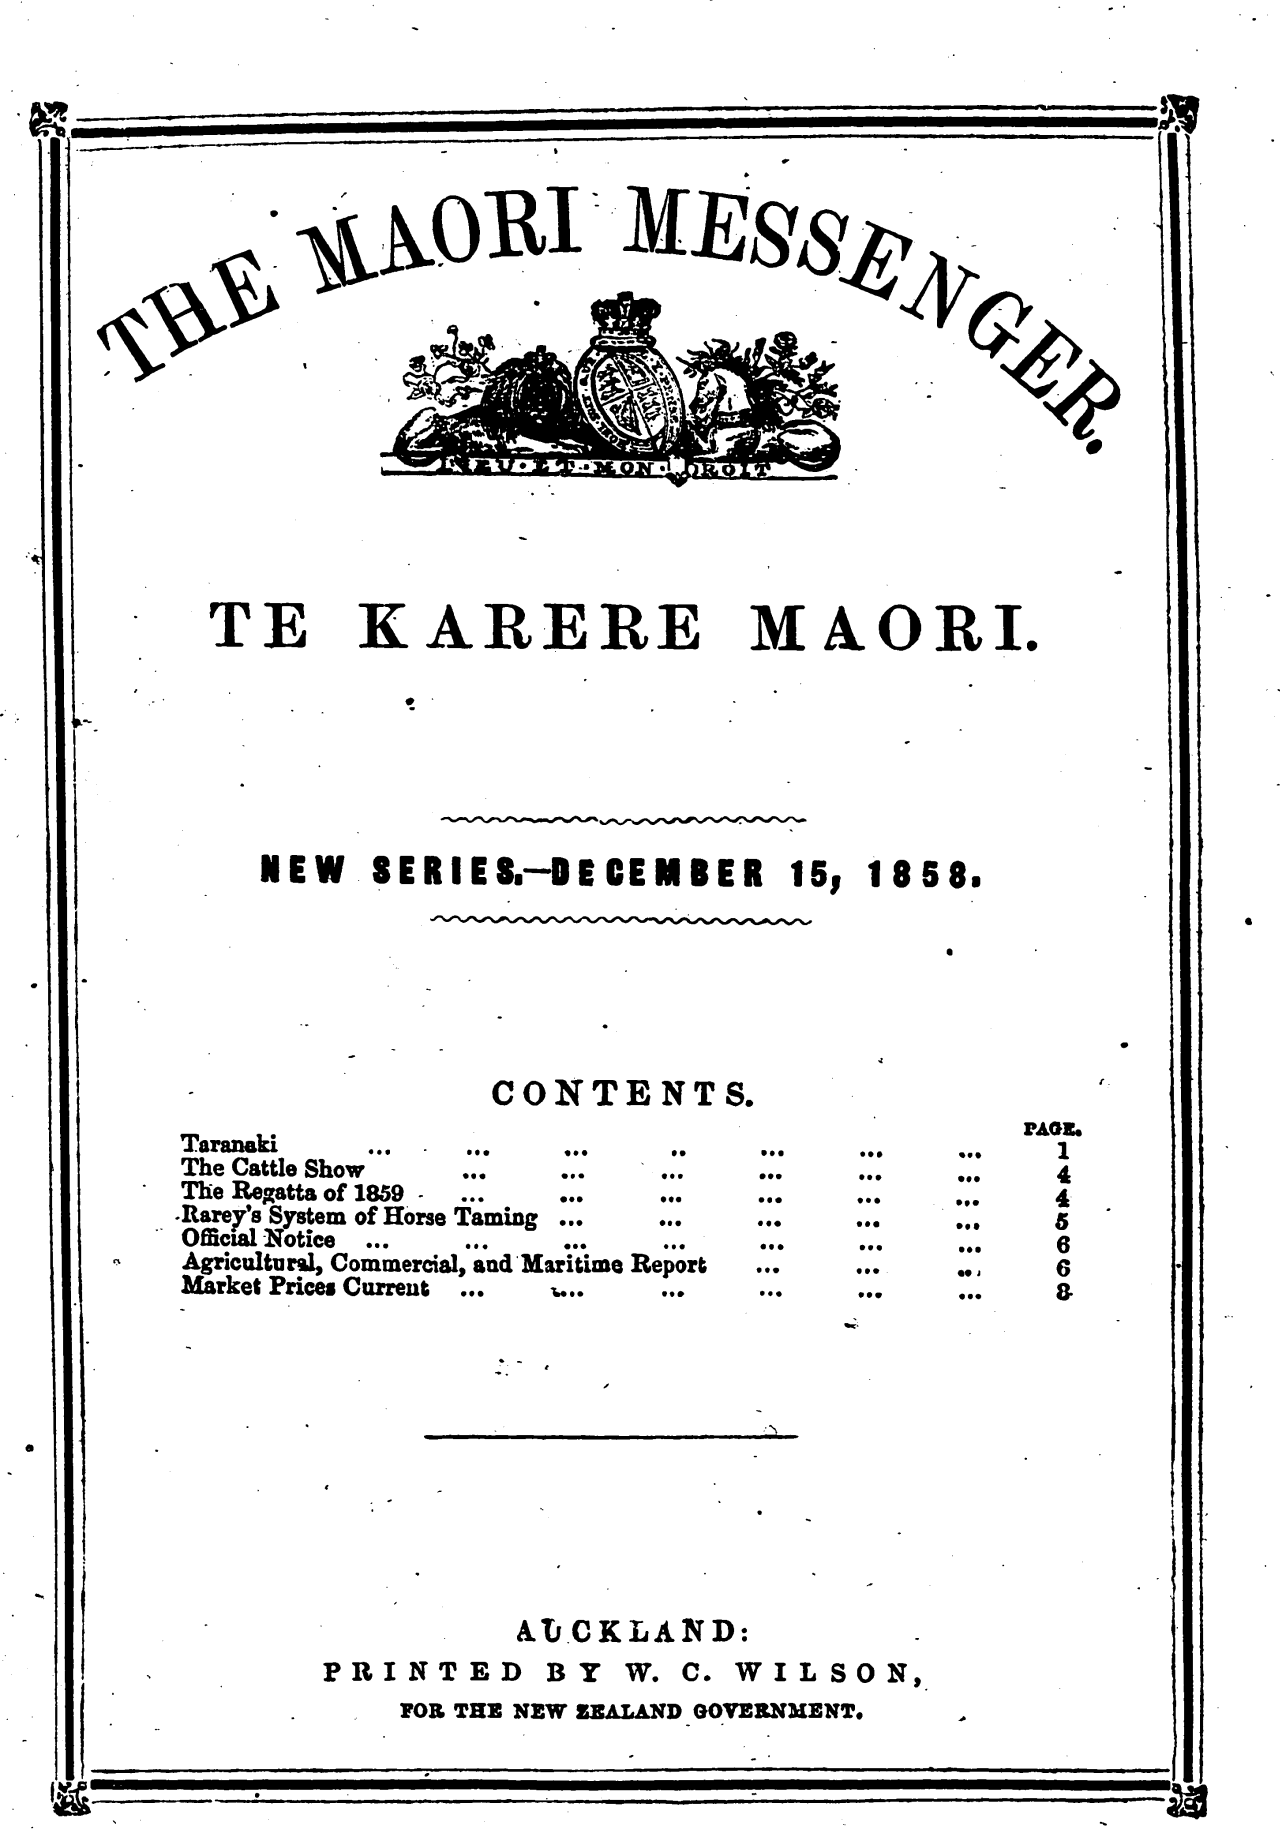 THE MAORI MESSENGER.
DIEU·ET·MON·DROIT
TE KARERE MAORI.
NEW SERIES.—DECEMBER 15, 1858.
CONTENTS.
PAGE.
Taranaki ... ... ... .. ... ... ... 1
The Cattle Show ... ... ... ... ... ... 4
The Regatta of 1859 ... ... ... ... ... ... 4
Rarey's System of Horse Taming ... ... ... ... ... 5
Official Notice ... ... ... ... ... ... ... 6
Agricultural, Commercial, and Maritime Report ... ... ... 6
Market Prices Current ... ... ... ... ... ... 8
AUCKLAND:
PRINTED BY W. C. WILSON,
FOR THE NEW ZEALAND GOVERNMENT.